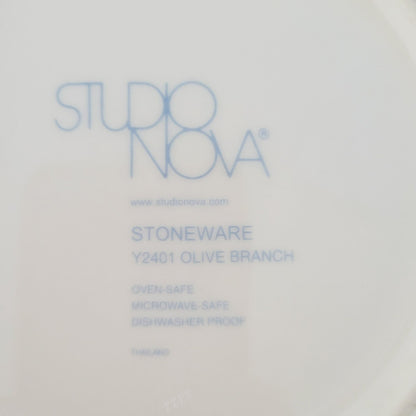 STUDIO
NOVA®
www.studionova.com
STONEWARE
Y2401 OLIVE BRANCH
OVEN-SAFE
MICROWAVE-SAFE
DISHWASHER PROOF
THAILAND